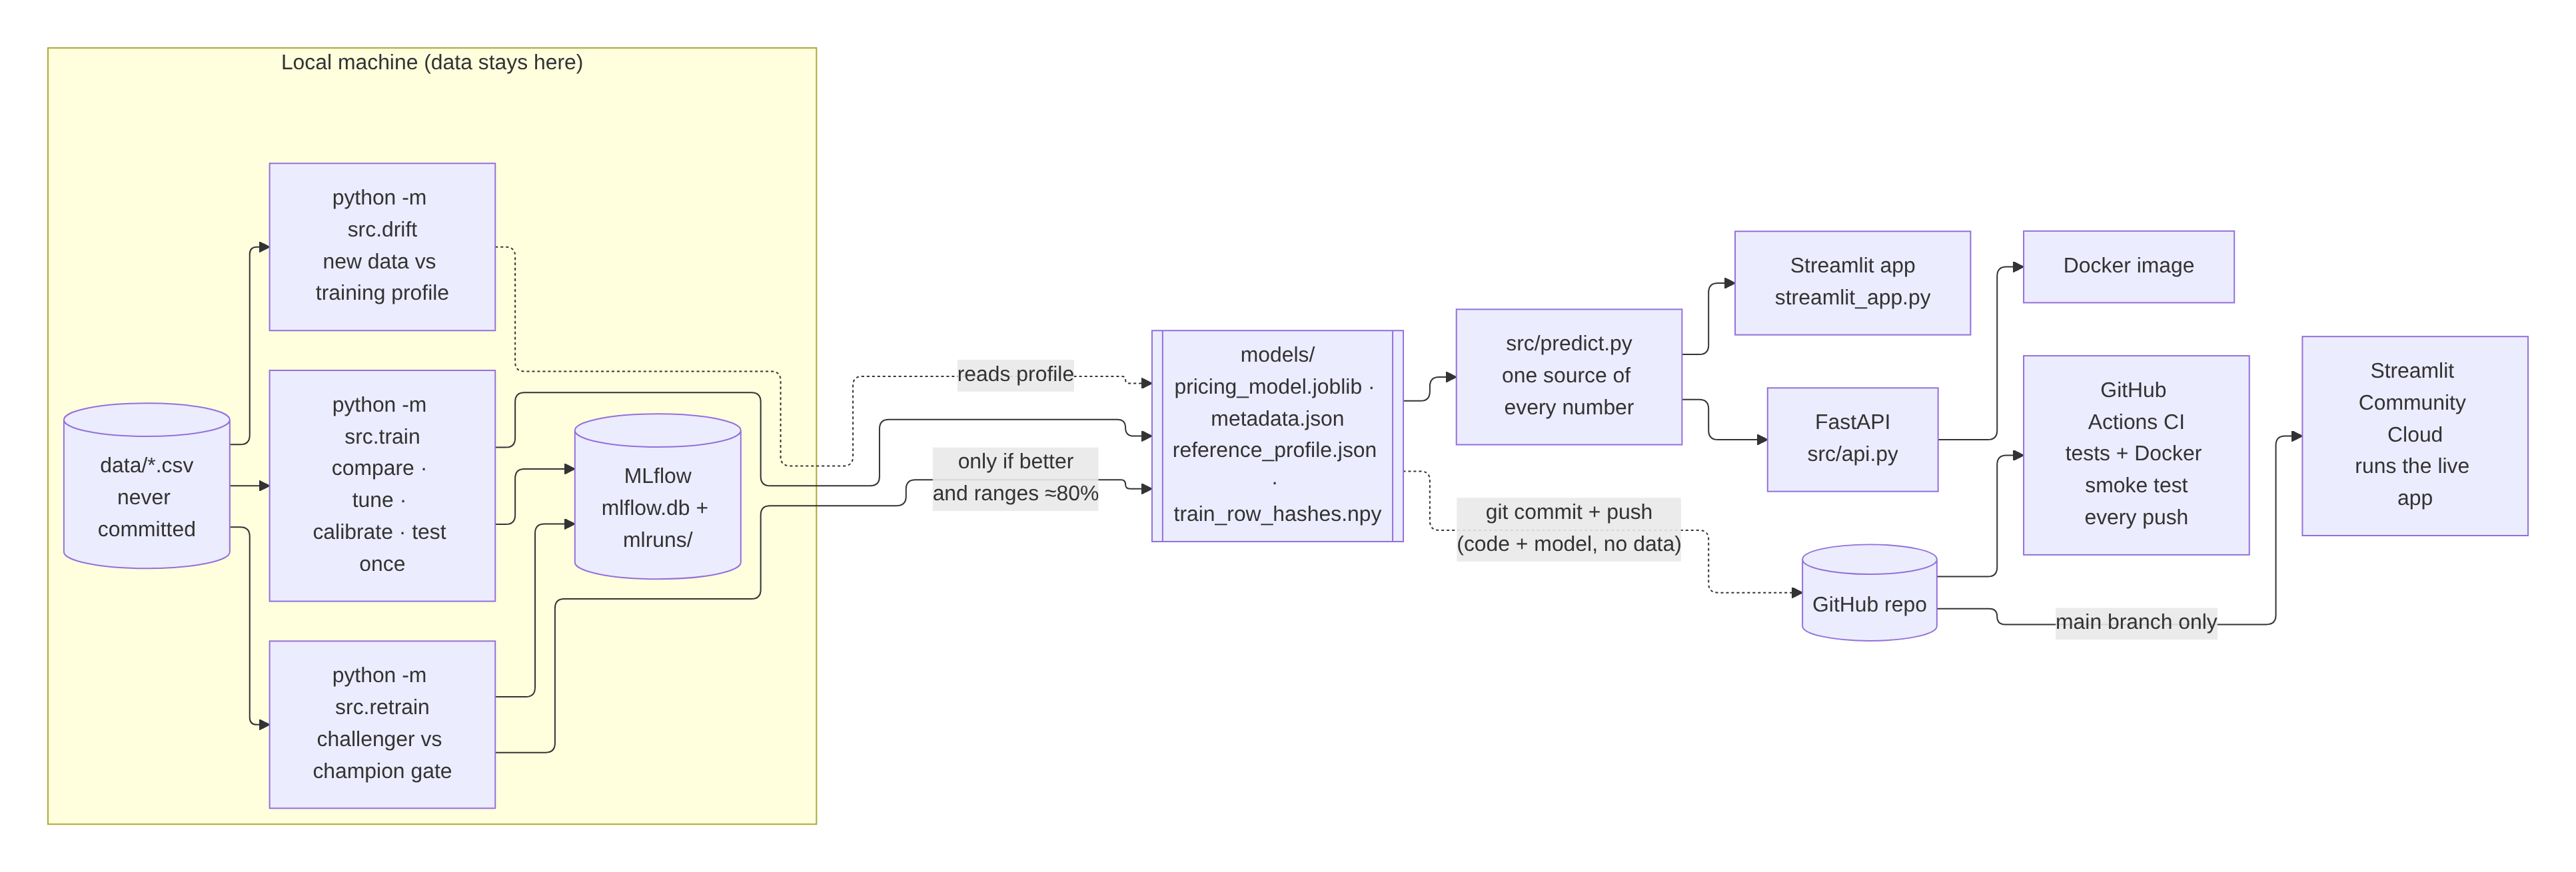 Local machine (data stays here)
python -m
src.drift
new data vs
training profile
data/*.csv
never
committed
python -m
src.train
compare ·
tune ·
calibrate · test
once
MLflow
mlflow.db +
mlruns/
python -m
src.retrain
challenger vs
champion gate
reads profile
only if better
and ranges ≈80%
models/
pricing_model.joblib ·
metadata.json
reference_profile.json
·
train_row_hashes.npy
src/predict.py
one source of
every number
git commit + push
(code + model, no data)
Streamlit app
streamlit_app.py
FastAPI
src/api.py
GitHub repo
Docker image
GitHub
Actions CI
tests + Docker
smoke test
every push
main branch only
Streamlit
Community
Cloud
runs the live
app